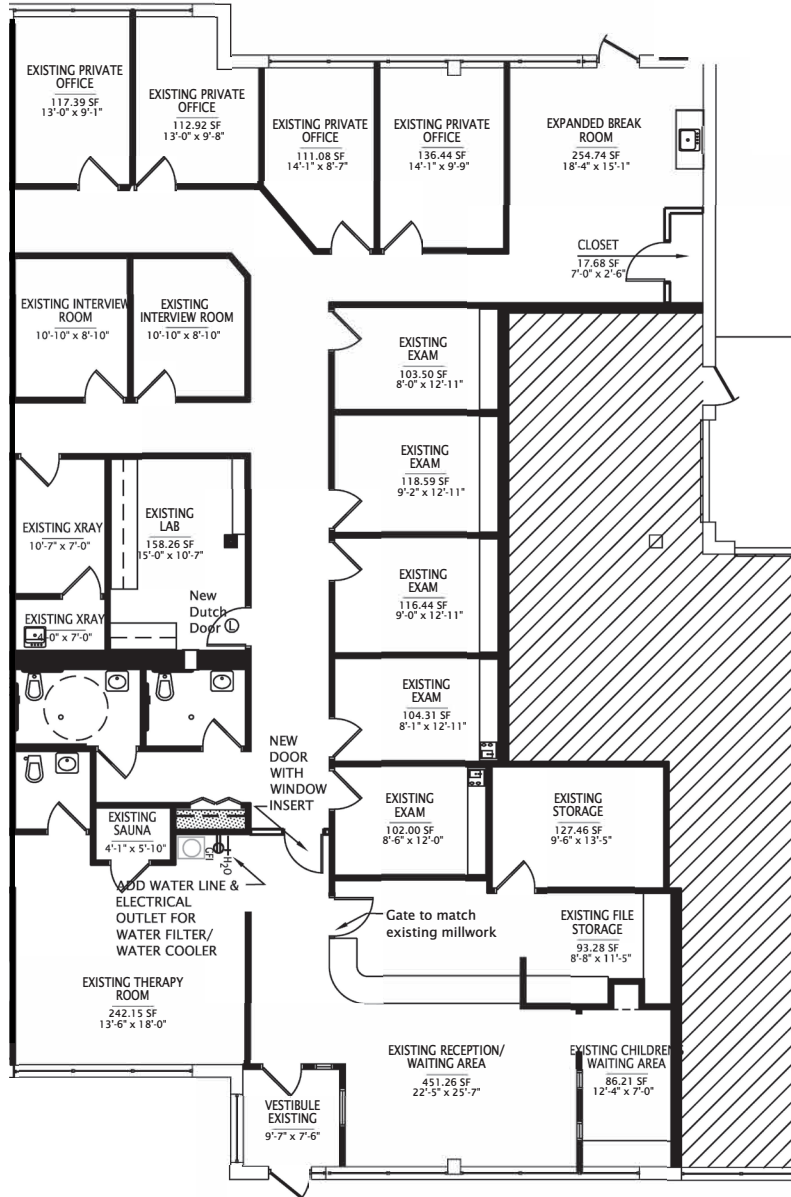 EXISTING PRIVATE
OFFICE
117.39 SF
13'-0" x 9'-1"
EXISTING PRIVATE
OFFICE
112.92 SF
13'-0" x 9'-8"
EXISTING PRIVATE
OFFICE
111.08 SF
14'-1" x 8'-7"
EXISTING PRIVATE
OFFICE
136.44 SF
14'-1" x 9'-9"
EXPANDED BREAK
ROOM
254.74 SF
18'-4" x 15'-1"
CLOSET
17.68 SF
7'-0" x 2'-6"
EXISTING INTERVIEW
ROOM
10'-10" x 8'-10"
EXISTING
INTERVIEW ROOM
10'-10" x 8'-10"
EXISTING
EXAM
103.50 SF
8'-0" x 12'-11"
EXISTING
EXAM
118.59 SF
9'-2" x 12'-11"
EXISTING XRAY
10'-7" x 7'-0"
EXISTING
LAB
158.26 SF
15'-0" x 10'-7"
EXISTING
EXAM
116.44 SF
9'-0" x 12'-11"
New
Dutch
Door L
EXISTING XRAY
4'-0" x 7'-0"
EXISTING
EXAM
104.31 SF
8'-1" x 12'-11"
NEW
DOOR
WITH
WINDOW
INSERT
EXISTING
EXAM
102.00 SF
8'-6" x 12'-0"
EXISTING
STORAGE
127.46 SF
9'-6" x 13'-5"
EXISTING
SAUNA
4'-1" x 5'-10"
GFI
H2O
ADD WATER LINE &
ELECTRICAL
OUTLET FOR
WATER FILTER/
WATER COOLER
Gate to match
existing millwork
EXISTING FILE
STORAGE
93.28 SF
8'-8" x 11'-5"
EXISTING THERAPY
ROOM
242.15 SF
13'-6" x 18'-0"
EXISTING RECEPTION/
WAITING AREA
451.26 SF
22'-5" x 25'-7"
EXISTING CHILDREN
WAITING AREA
86.21 SF
12'-4" x 7'-0"
VESTIBULE
EXISTING
9'-7" x 7'-6"